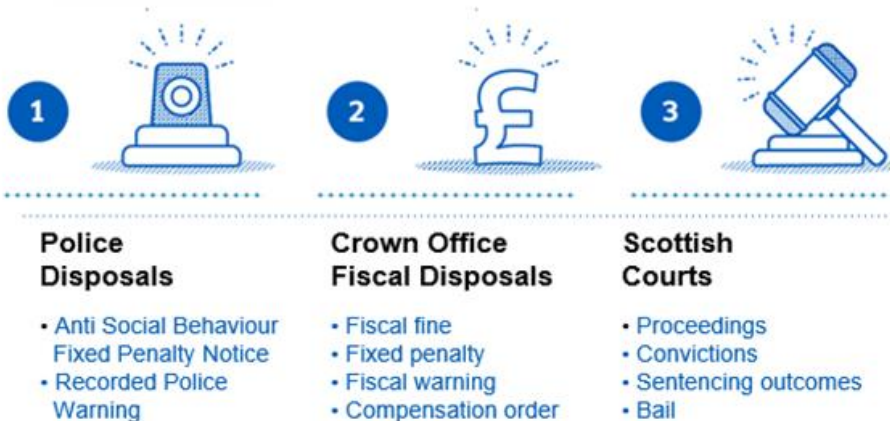 1
2
£
3
Police
Disposals
• Anti Social Behaviour
Fixed Penalty Notice
• Recorded Police
Warning
Crown Office
Fiscal Disposals
• Fiscal fine
• Fixed penalty
• Fiscal warning
• Compensation order
Scottish
Courts
• Proceedings
• Convictions
• Sentencing outcomes
• Bail